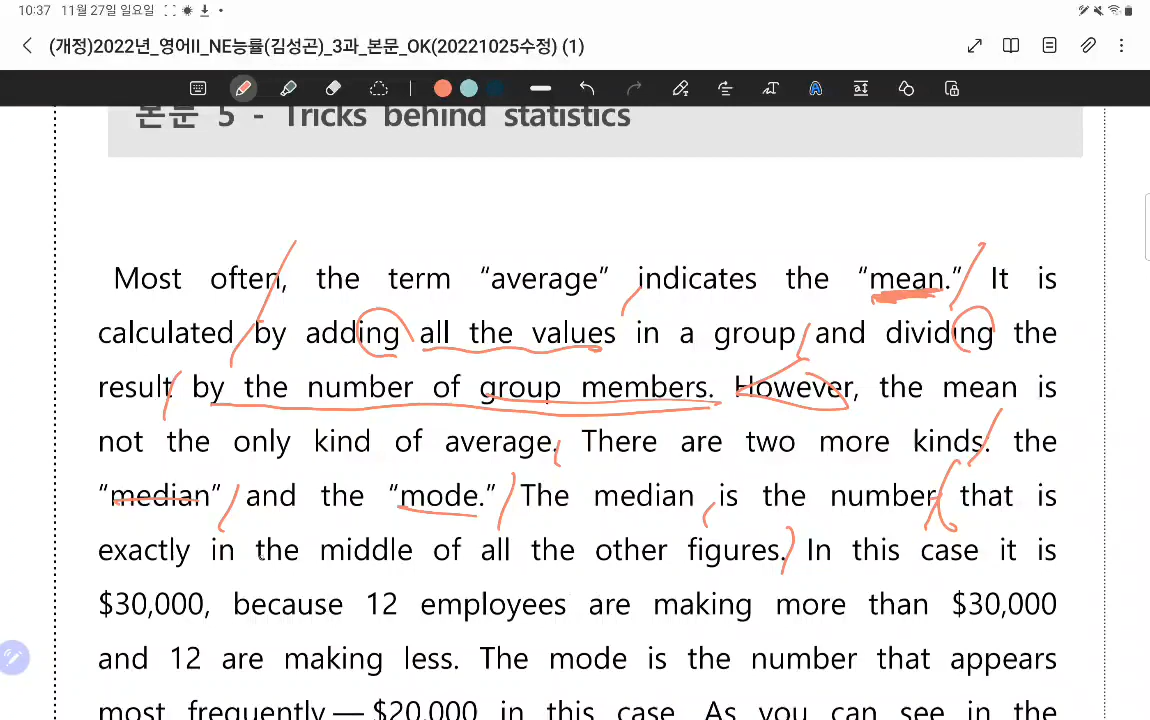 10:37 11월 27일 일요일
(개정)2022년_영어II_NE능률(김성곤)_3과_본문_OK(20221025수정) (1)
본문 5 - Tricks behind statistics
Most often, the term “average” indicates the “mean.” It is
calculated by adding all the values in a group and dividing the
result by the number of group members. However, the mean is
not the only kind of average. There are two more kinds: the
“median” and the “mode.” The median is the number that is
exactly in the middle of all the other figures. In this case it is
$30,000, because 12 employees are making more than $30,000
and 12 are making less. The mode is the number that appears
most frequently — $20,000 in this case. As you can see in the